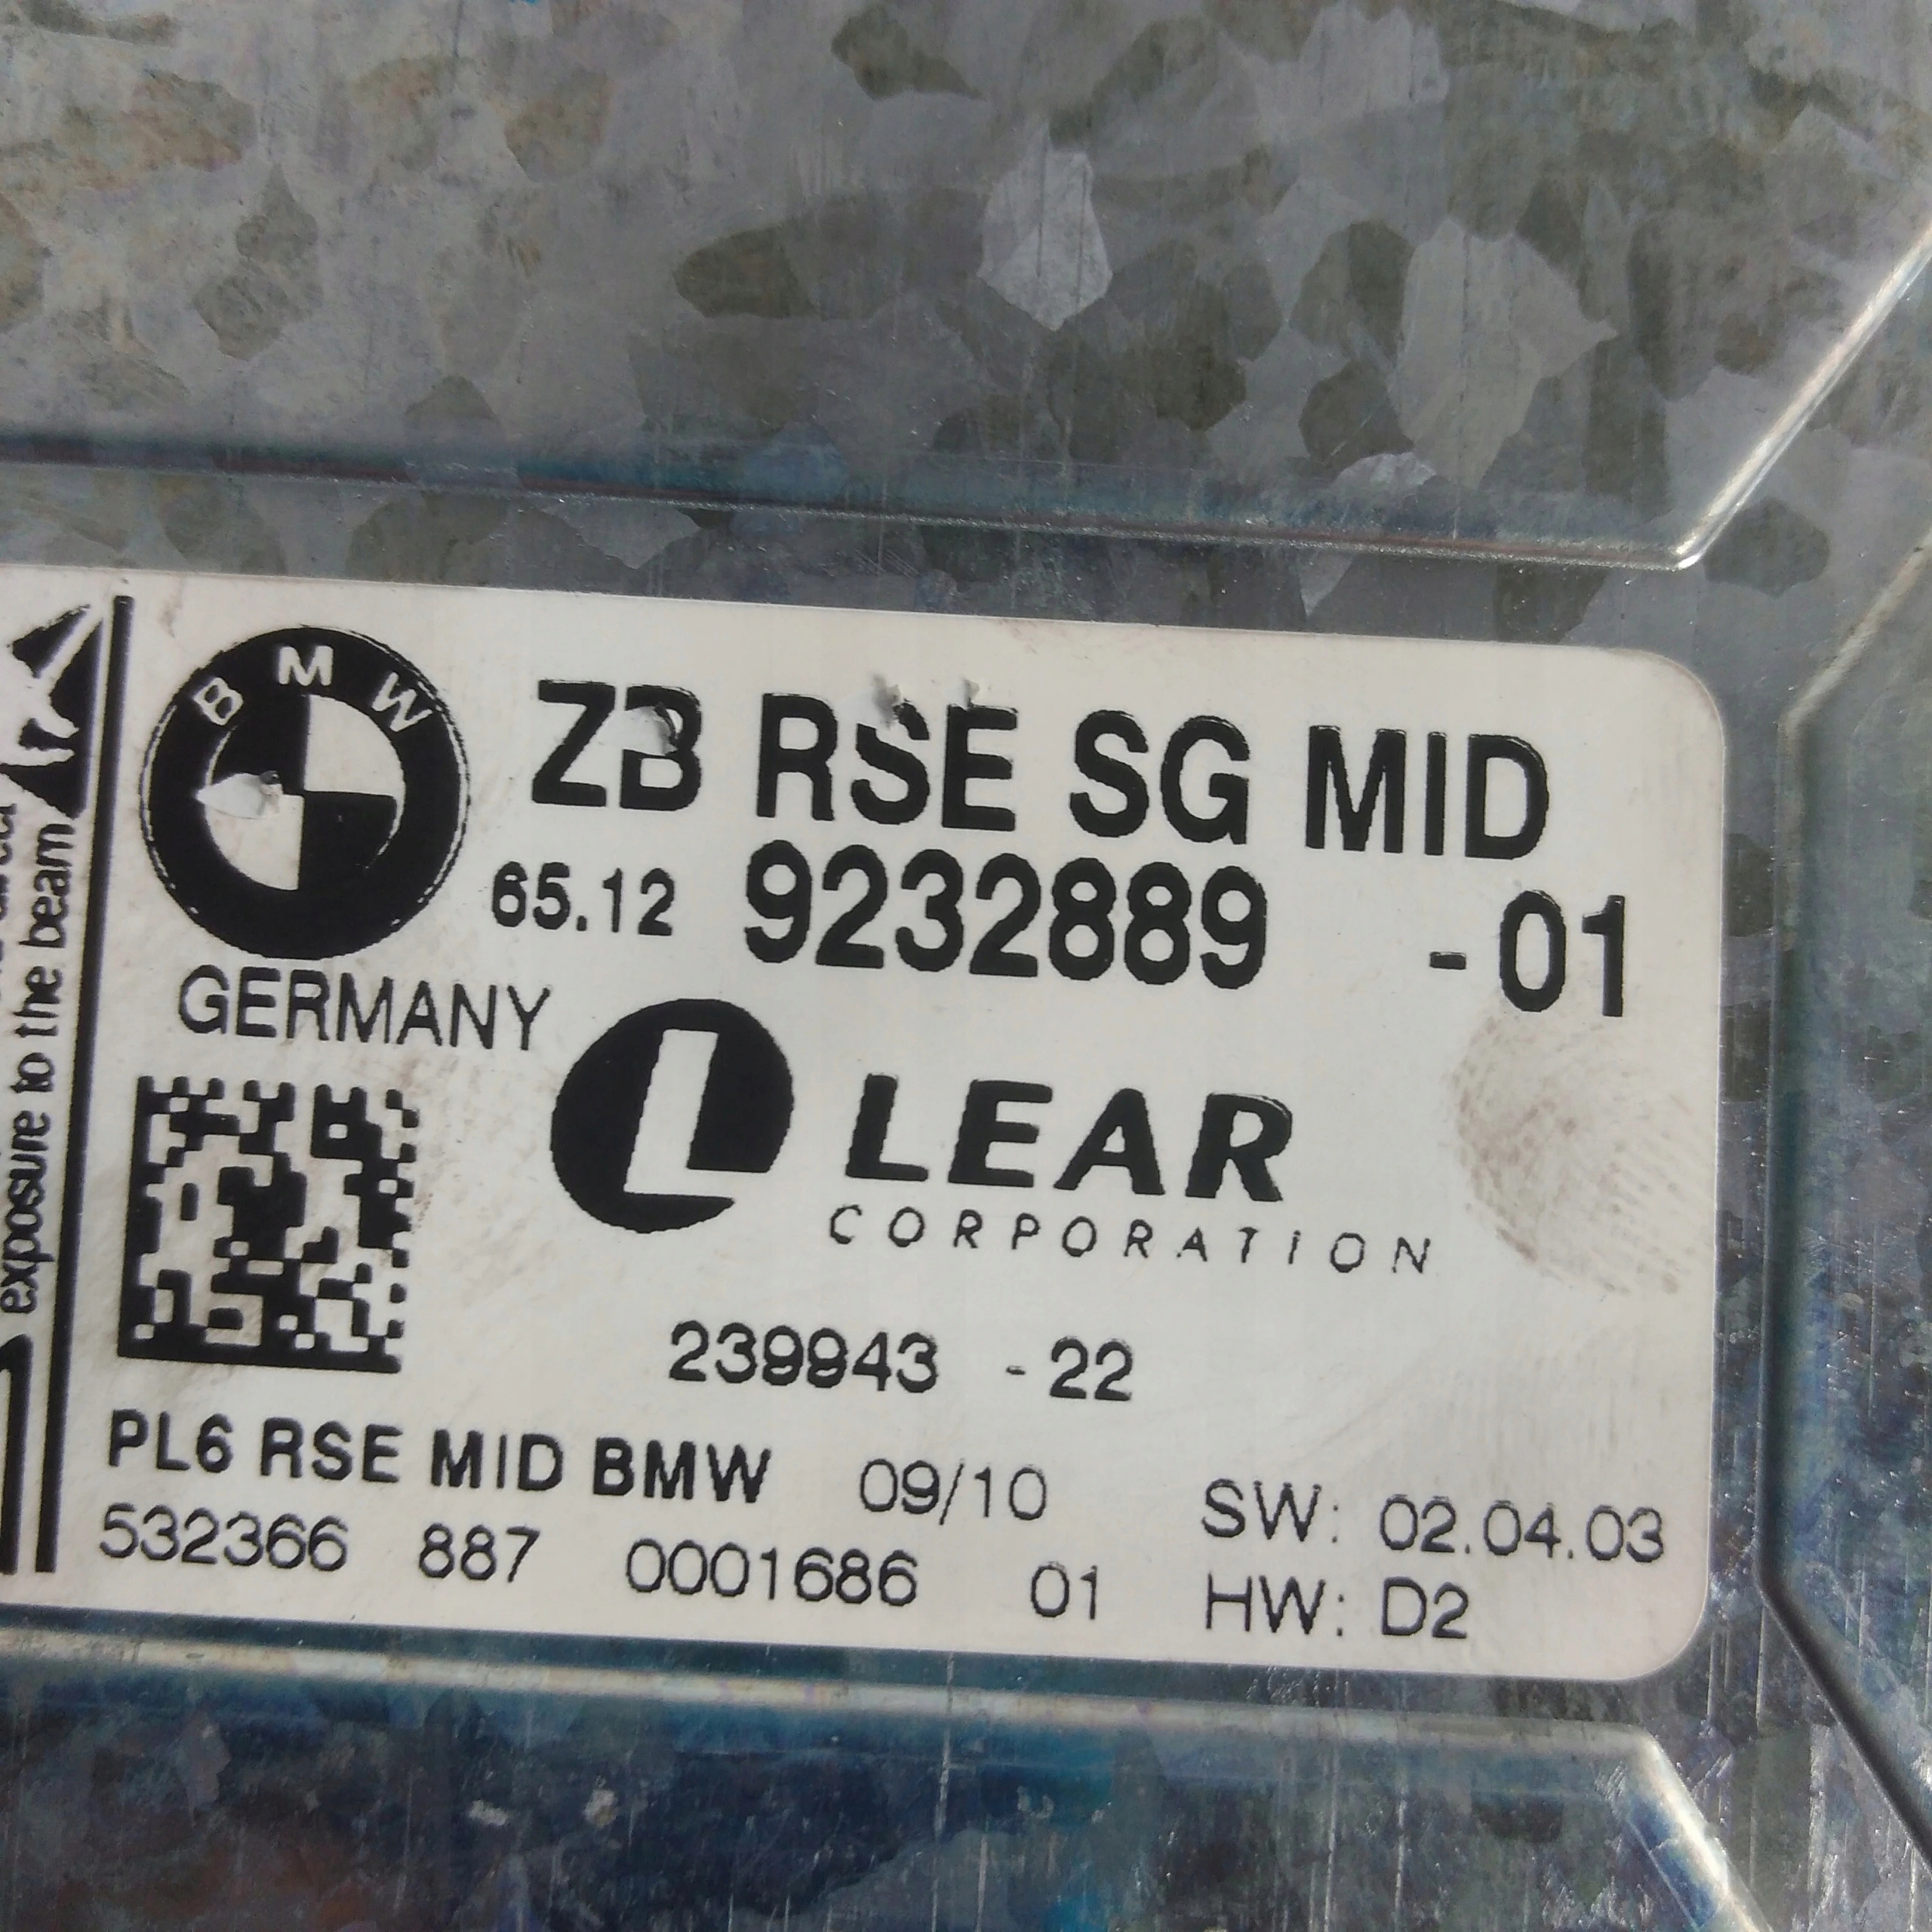 BMW
ZB RSE SG MID
65.12 9232889 -01
GERMANY
L LEAR
CORPORATION
239943 -22
PL6 RSE MID BMW 09/10 SW: 02.04.03
532366 887 0001686 01 HW: D2
exposure to the beam